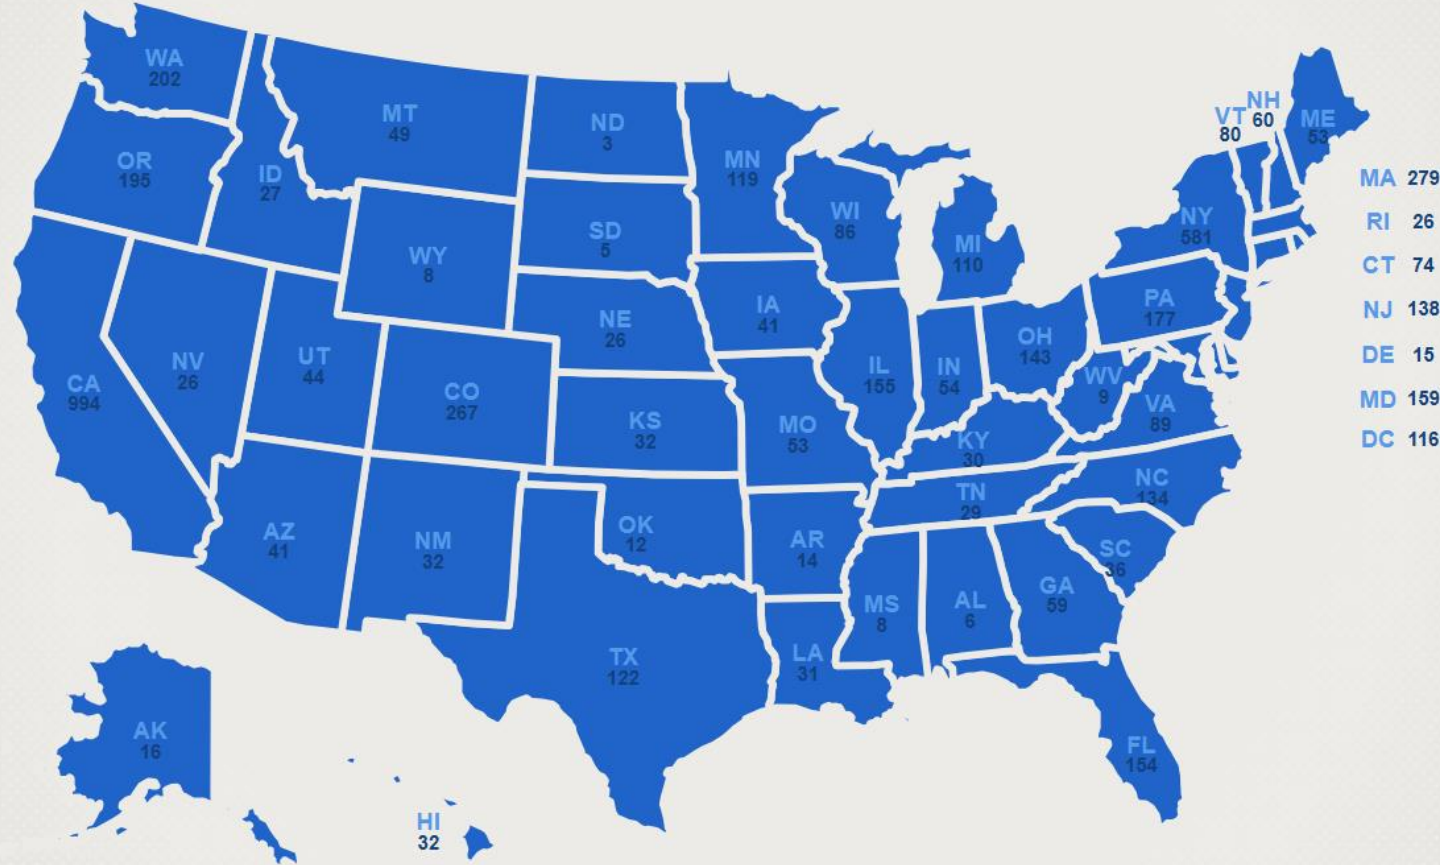 WA
202
OR
195
CA
994
NV
26
ID
27
MT
49
WY
8
UT
44
CO
267
AZ
41
NM
32
ND
3
SD
5
NE
26
KS
32
OK
12
TX
122
MN
119
IA
41
MO
53
AR
14
LA
31
WI
86
IL
155
MI
110
IN
54
OH
143
KY
30
TN
29
MS
8
AL
6
GA
59
FL
154
SC
36
NC
134
VA
89
WV
9
PA
177
NY
581
VT
80
NH
60
ME
53
MA 279
RI 26
CT 74
NJ 138
DE 15
MD 159
DC 116
AK
16
HI
32